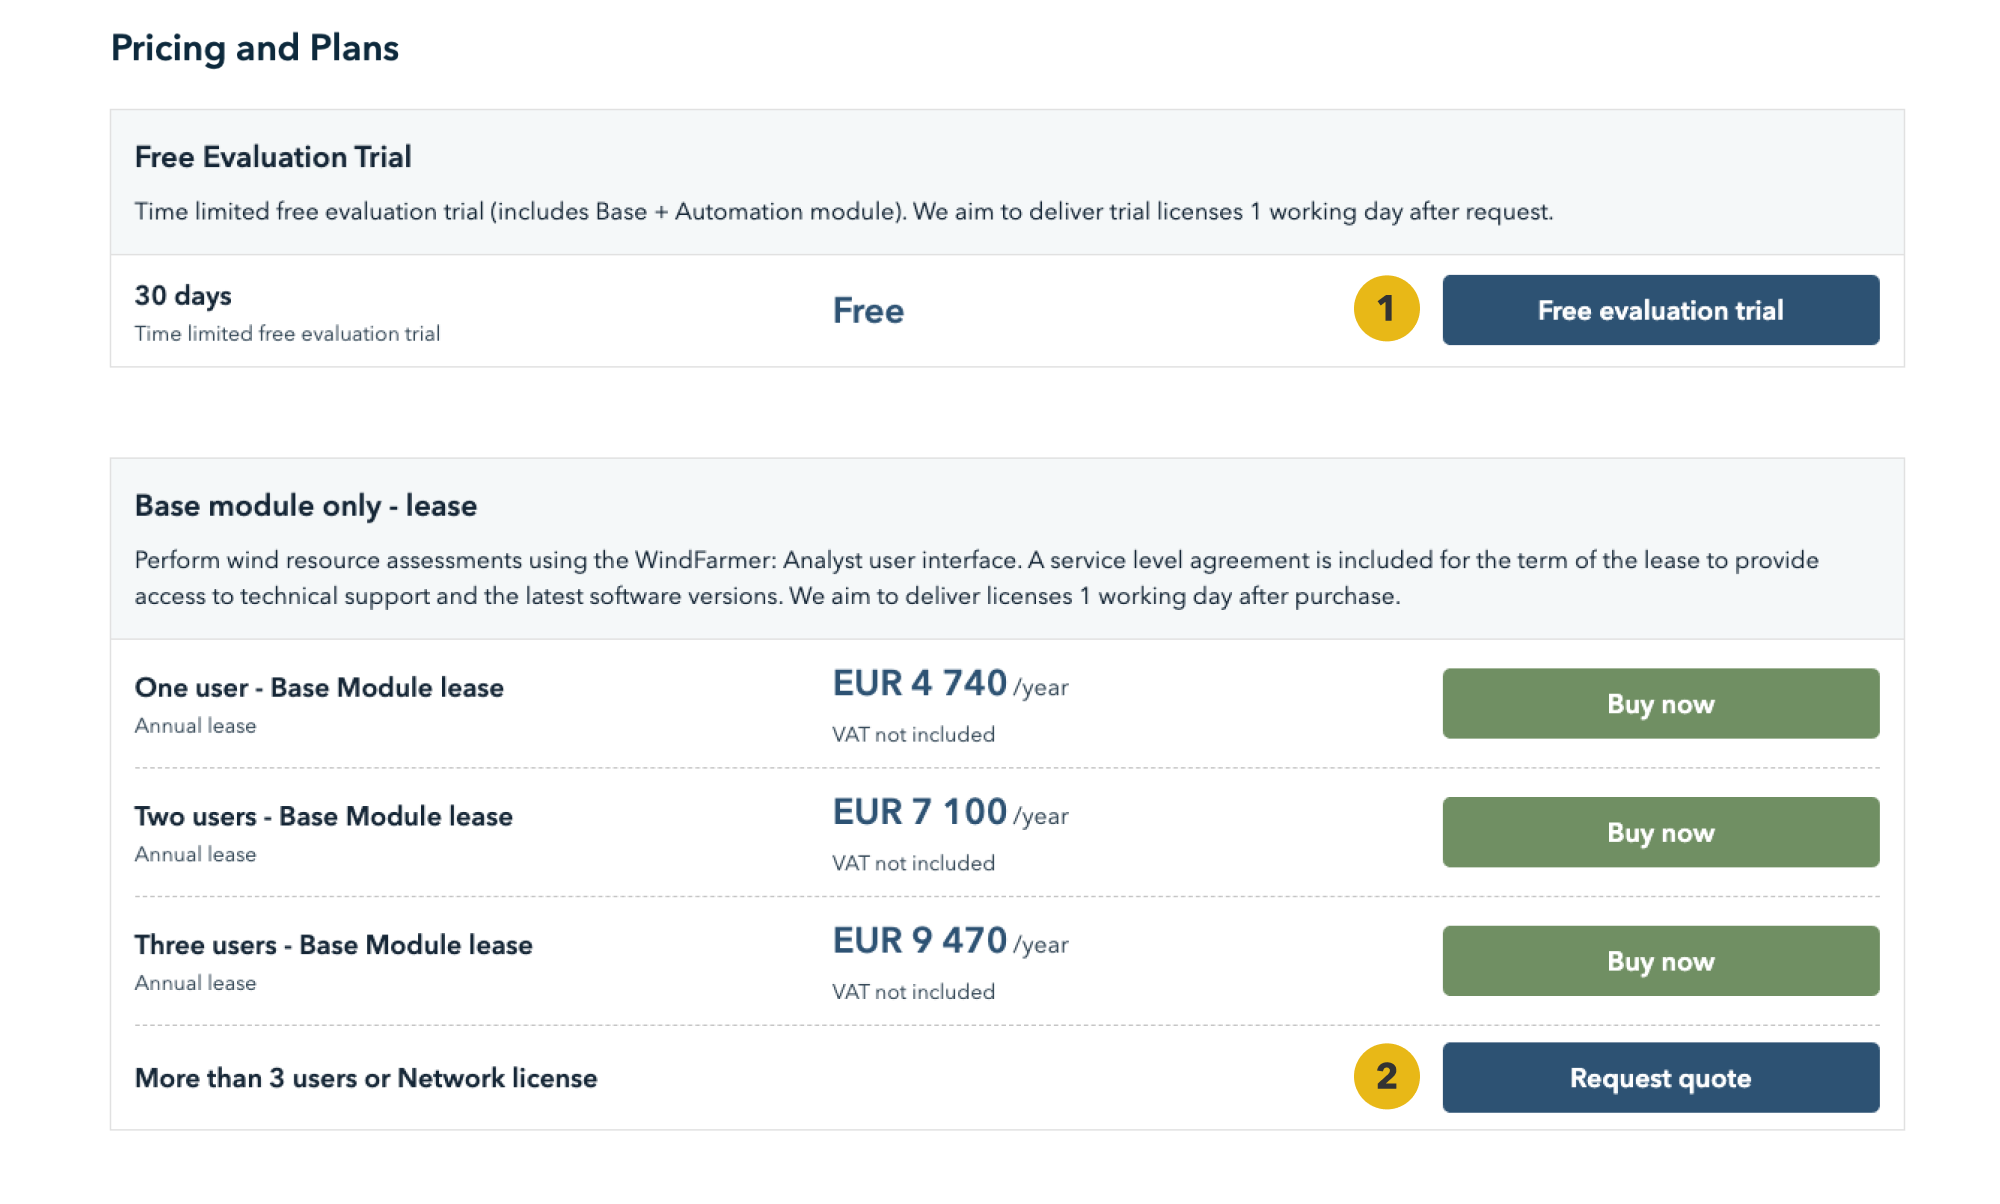 Pricing and Plans
Free Evaluation Trial
Time limited free evaluation trial (includes Base + Automation module). We aim to deliver trial licenses 1 working day after request.
30 days
Time limited free evaluation trial
Free
1
Free evaluation trial
Base module only - lease
Perform wind resource assessments using the WindFarmer: Analyst user interface. A service level agreement is included for the term of the lease to provide
access to technical support and the latest software versions. We aim to deliver licenses 1 working day after purchase.
One user - Base Module lease
Annual lease
EUR 4 740 /year
VAT not included
Buy now
Two users - Base Module lease
Annual lease
EUR 7 100 /year
VAT not included
Buy now
Three users - Base Module lease
Annual lease
EUR 9 470 /year
VAT not included
Buy now
More than 3 users or Network license
2
Request quote